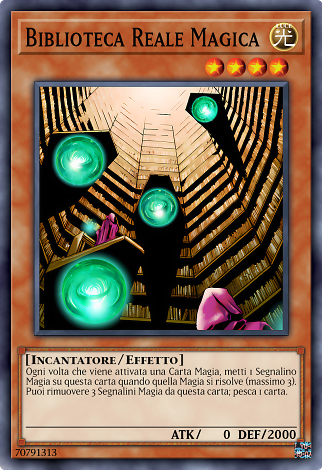 BIBLIOTECA REALE MAGICA
光
[INCANTATORE/EFFETTO]
Ogni volta che viene attivata una Carta Magia, metti 1 Segnalino
Magia su questa carta quando quella Magia si risolve (massimo 3).
Puoi rimuovere 3 Segnalini Magia da questa carta; pesca 1 carta.
ATK/ 0 DEF/2000
70791313